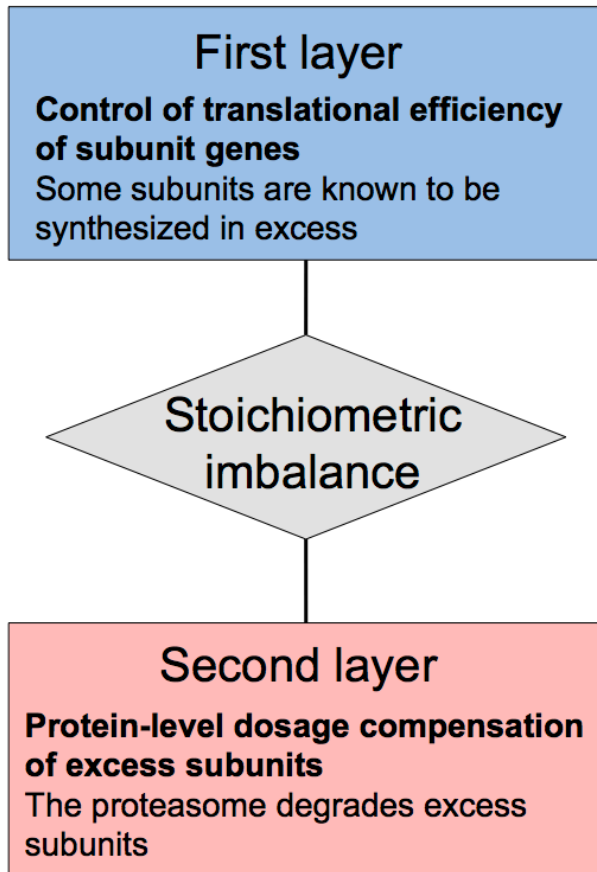 First layer
Control of translational efficiency
of subunit genes
Some subunits are known to be
synthesized in excess
Stoichiometric
imbalance
Second layer
Protein-level dosage compensation
of excess subunits
The proteasome degrades excess
subunits